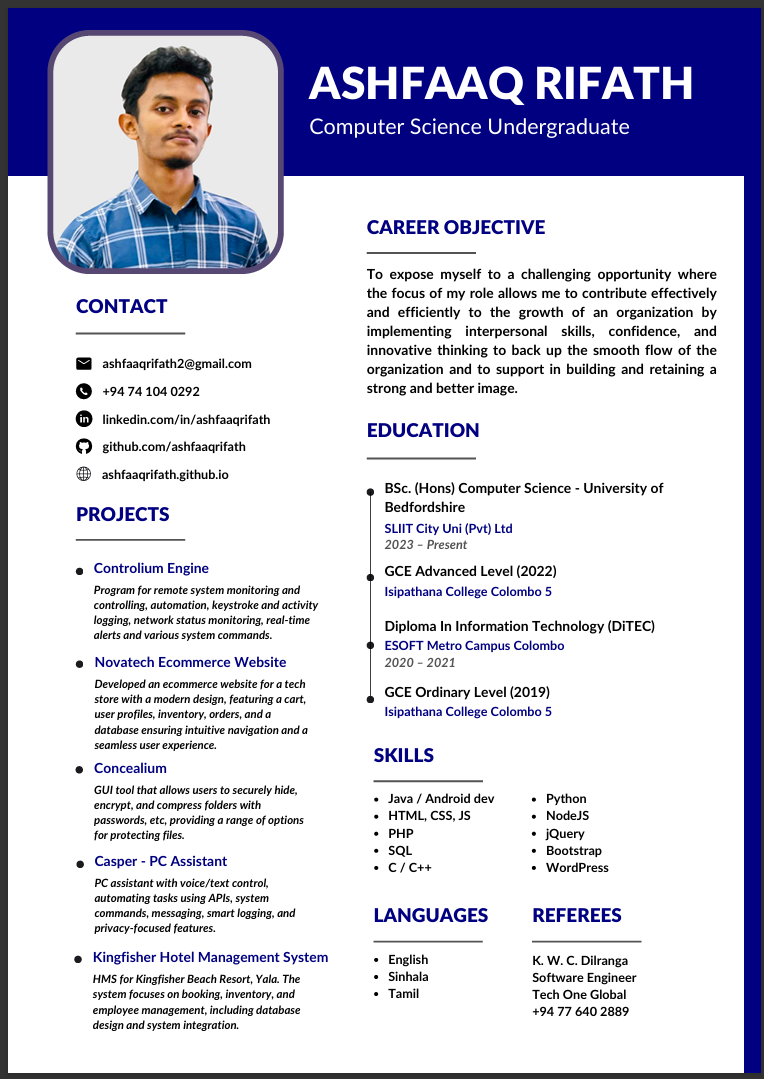 ASHFAAQ RIFATH
Computer Science Undergraduate
CONTACT
ashfaaqrifath2@gmail.com
+94 74 104 0292
linkedin.com/in/ashfaaqrifath
github.com/ashfaaqrifath
ashfaaqrifath.github.io
PROJECTS
Controlium Engine
Program for remote system monitoring and
controlling, automation, keystroke and activity
logging, network status monitoring, real-time
alerts and various system commands.
Novatech Ecommerce Website
Developed an ecommerce website for a tech
store with a modern design, featuring a cart,
user profiles, inventory, orders, and a
database ensuring intuitive navigation and a
seamless user experience.
Concealium
GUI tool that allows users to securely hide,
encrypt, and compress folders with
passwords, etc, providing a range of options
for protecting files.
Casper - PC Assistant
PC assistant with voice/text control,
automating tasks using APIs, system
commands, messaging, smart logging, and
privacy-focused features.
Kingfisher Hotel Management System
HMS for Kingfisher Beach Resort, Yala. The
system focuses on booking, inventory, and
employee management, including database
design and system integration.
CAREER OBJECTIVE
To expose myself to a challenging opportunity where
the focus of my role allows me to contribute effectively
and efficiently to the growth of an organization by
implementing interpersonal skills, confidence, and
innovative thinking to back up the smooth flow of the
organization and to support in building and retaining a
strong and better image.
EDUCATION
BSc. (Hons) Computer Science - University of
Bedfordshire
SLIIT City Uni (Pvt) Ltd
2023 – Present
GCE Advanced Level (2022)
Isipathana College Colombo 5
Diploma In Information Technology (DiTEC)
ESOFT Metro Campus Colombo
2020 – 2021
GCE Ordinary Level (2019)
Isipathana College Colombo 5
SKILLS
Java / Android dev
HTML, CSS, JS
PHP
SQL
C / C++
Python
NodeJS
jQuery
Bootstrap
WordPress
LANGUAGES
English
Sinhala
Tamil
REFEREES
K. W. C. Dilranga
Software Engineer
Tech One Global
+94 77 640 2889